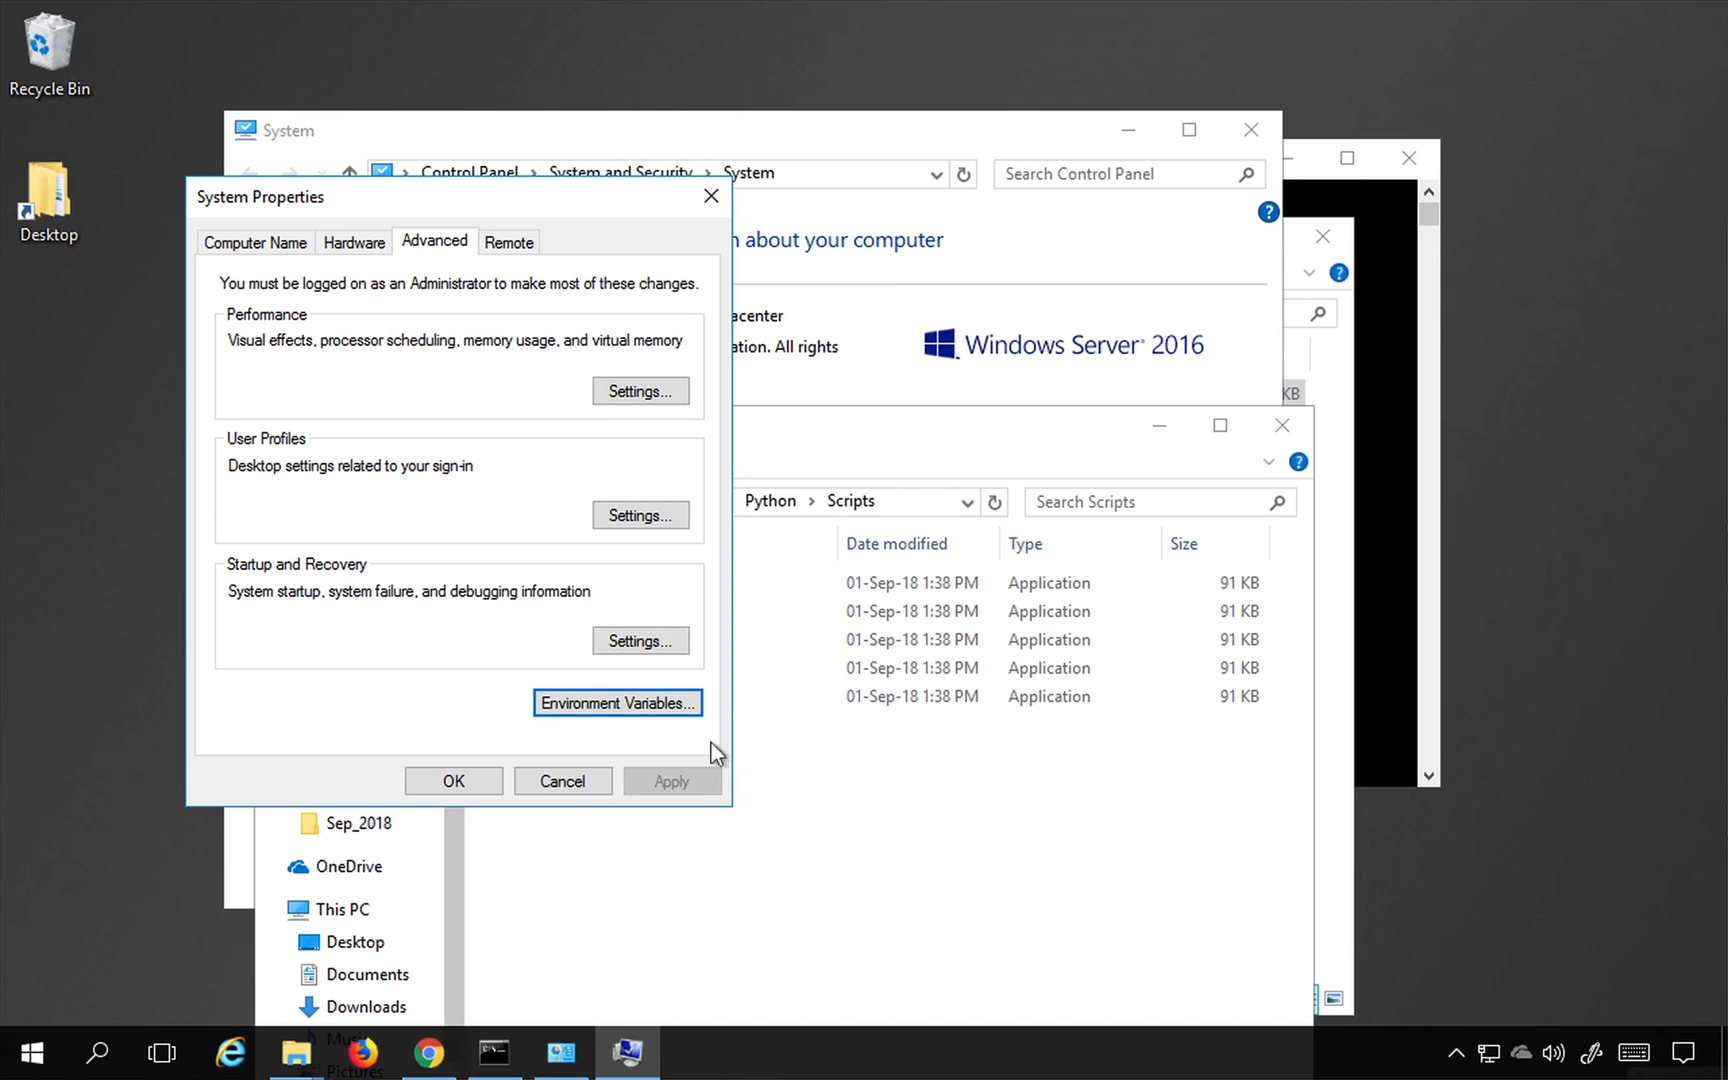 Recycle Bin
Desktop
System
Control Panel
System and Security
System
Search Control Panel
System Properties
Computer Name
Hardware
Advanced
Remote
about your computer
You must be logged on as an Administrator to make most of these changes.
Performance
Visual effects, processor scheduling, memory usage, and virtual memory
Settings...
acenter
ation. All rights
Windows Server® 2016
KB
User Profiles
Desktop settings related to your sign-in
Settings...
Python
Scripts
Search Scripts
Date modified
Type
Size
Startup and Recovery
System startup, system failure, and debugging information
Settings...
01-Sep-18 1:38 PM Application 91 KB
01-Sep-18 1:38 PM Application 91 KB
01-Sep-18 1:38 PM Application 91 KB
01-Sep-18 1:38 PM Application 91 KB
01-Sep-18 1:38 PM Application 91 KB
Environment Variables...
OK
Cancel
Apply
Sep_2018
OneDrive
This PC
Desktop
Documents
Downloads
Pictures